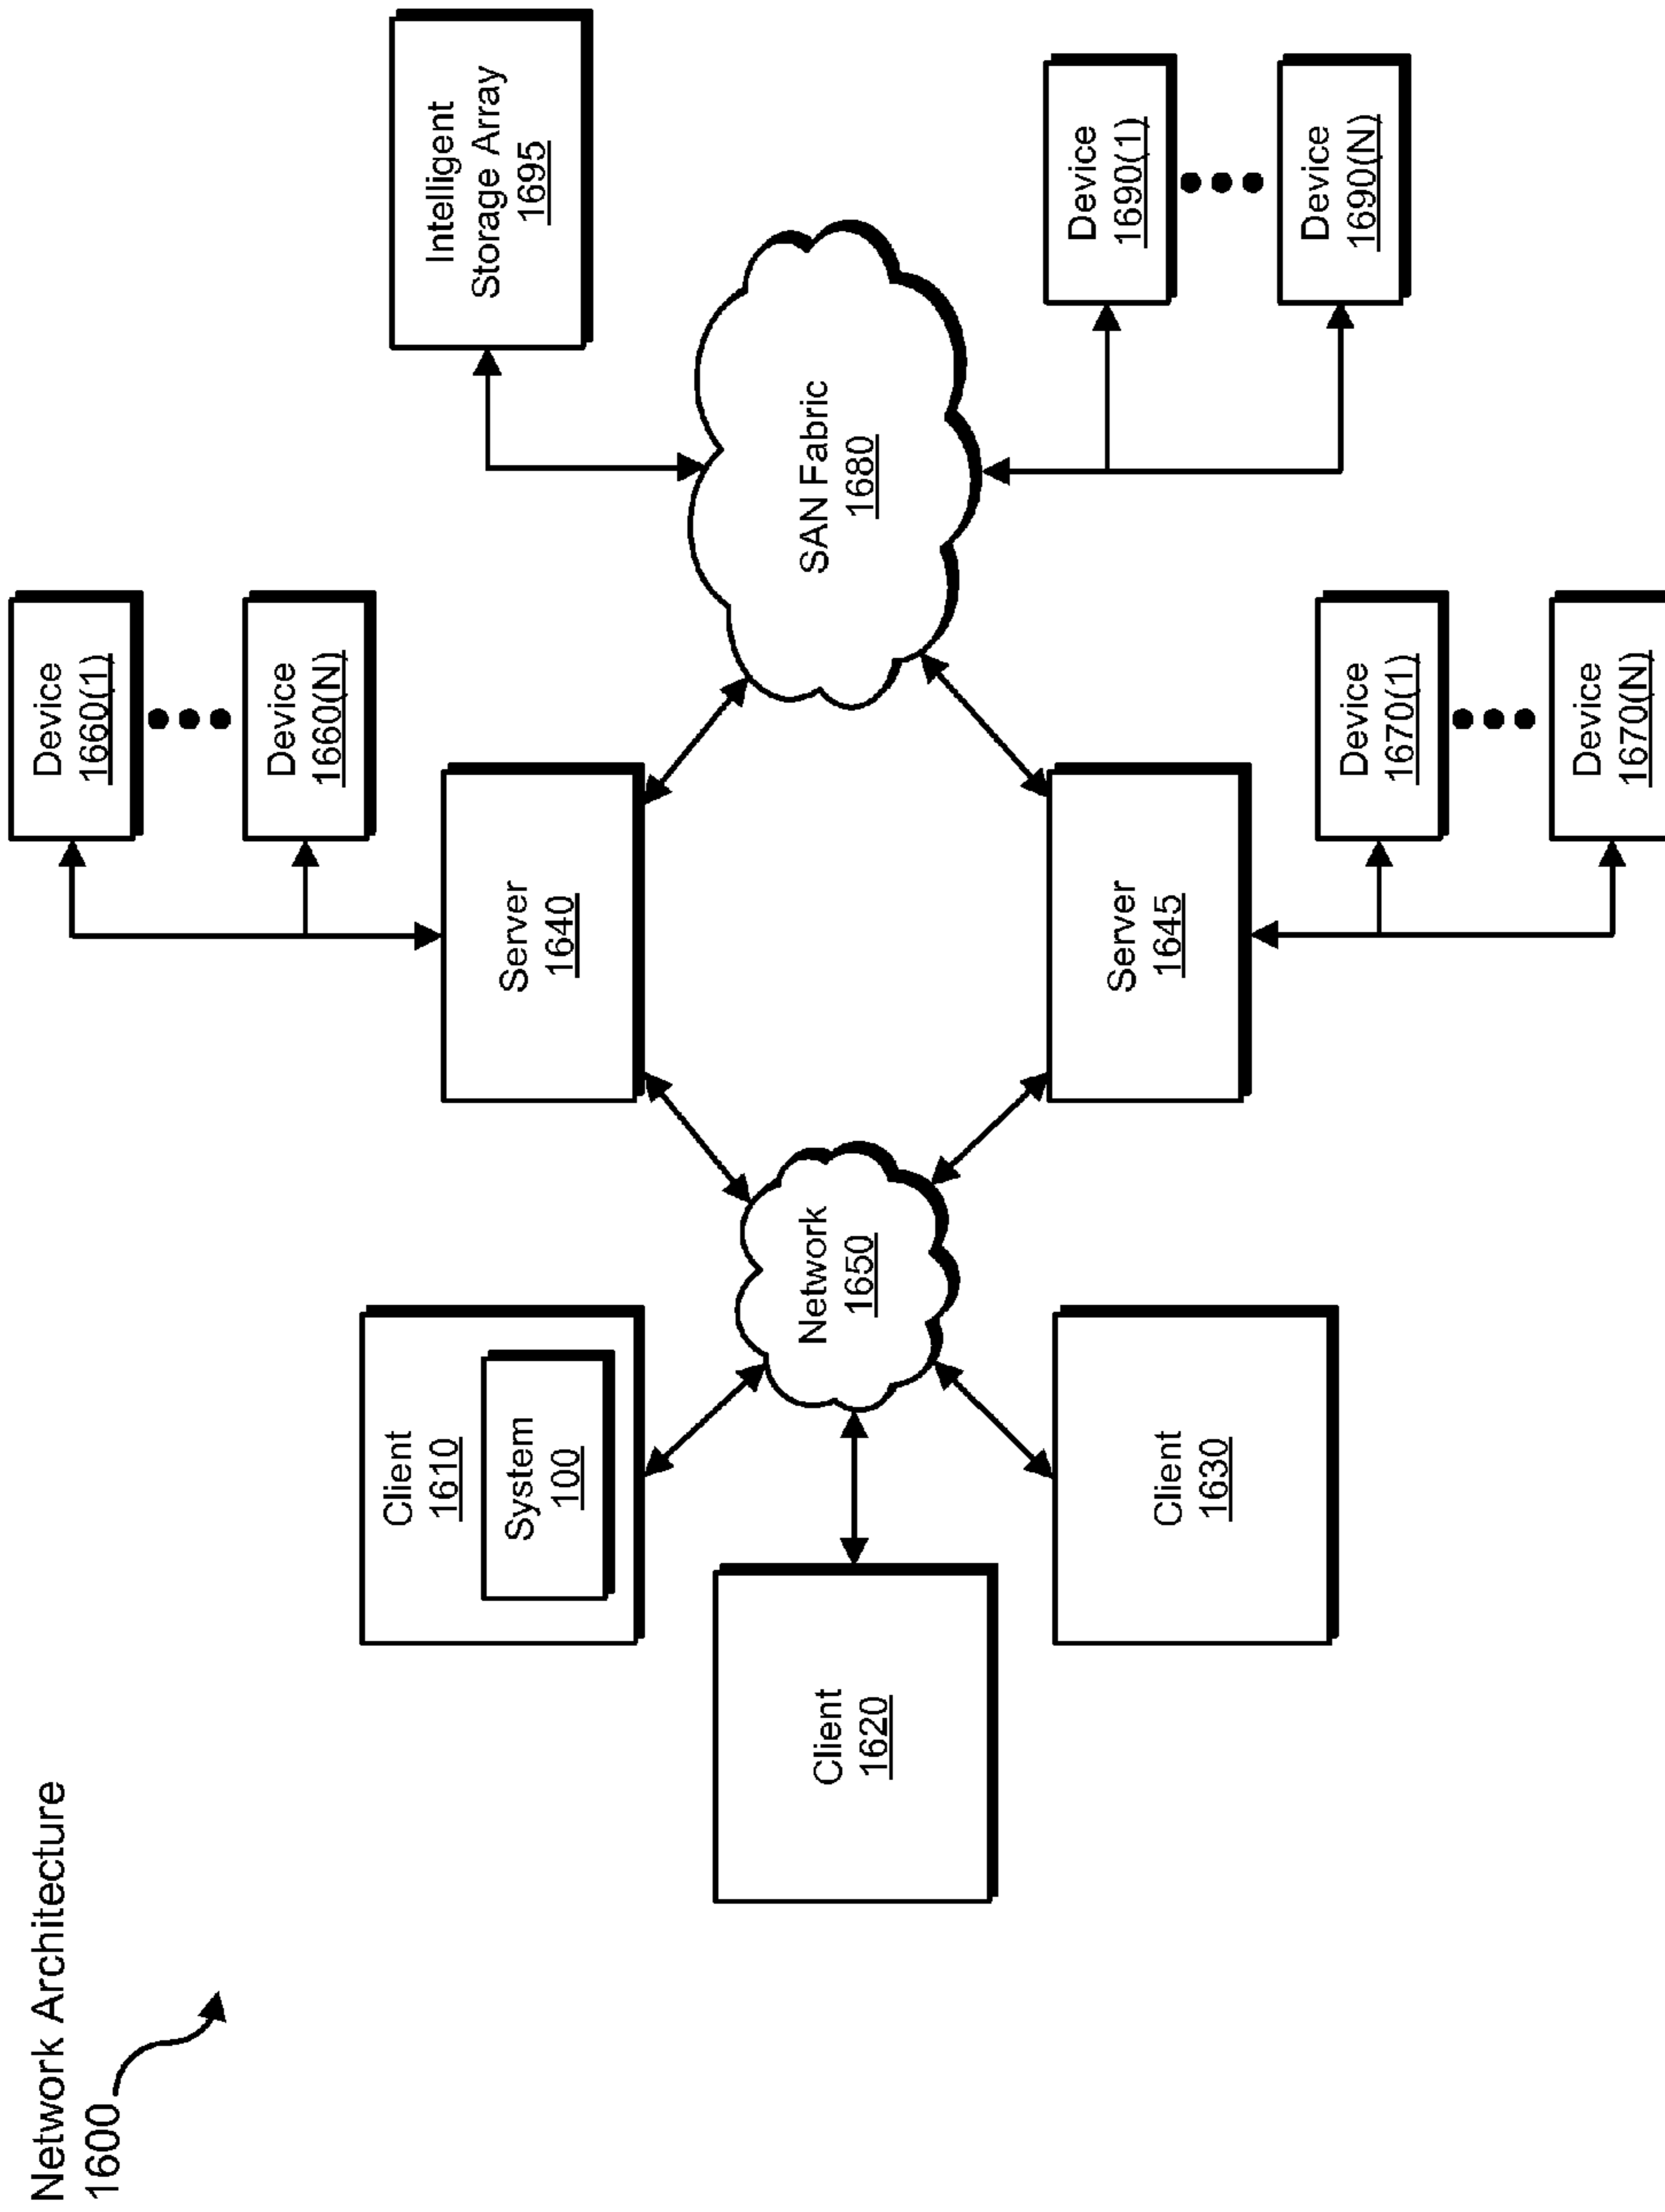 Network Architecture
1600
Device
1660(1)
Device
1660(N)
Intelligent
Storage Array
1695
Client
1610
System
100
Server
1640
Client
1620
Network
1650
SAN Fabric
1680
Client
1630
Server
1645
Device
1690(1)
Device
1690(N)
Device
1670(1)
Device
1670(N)